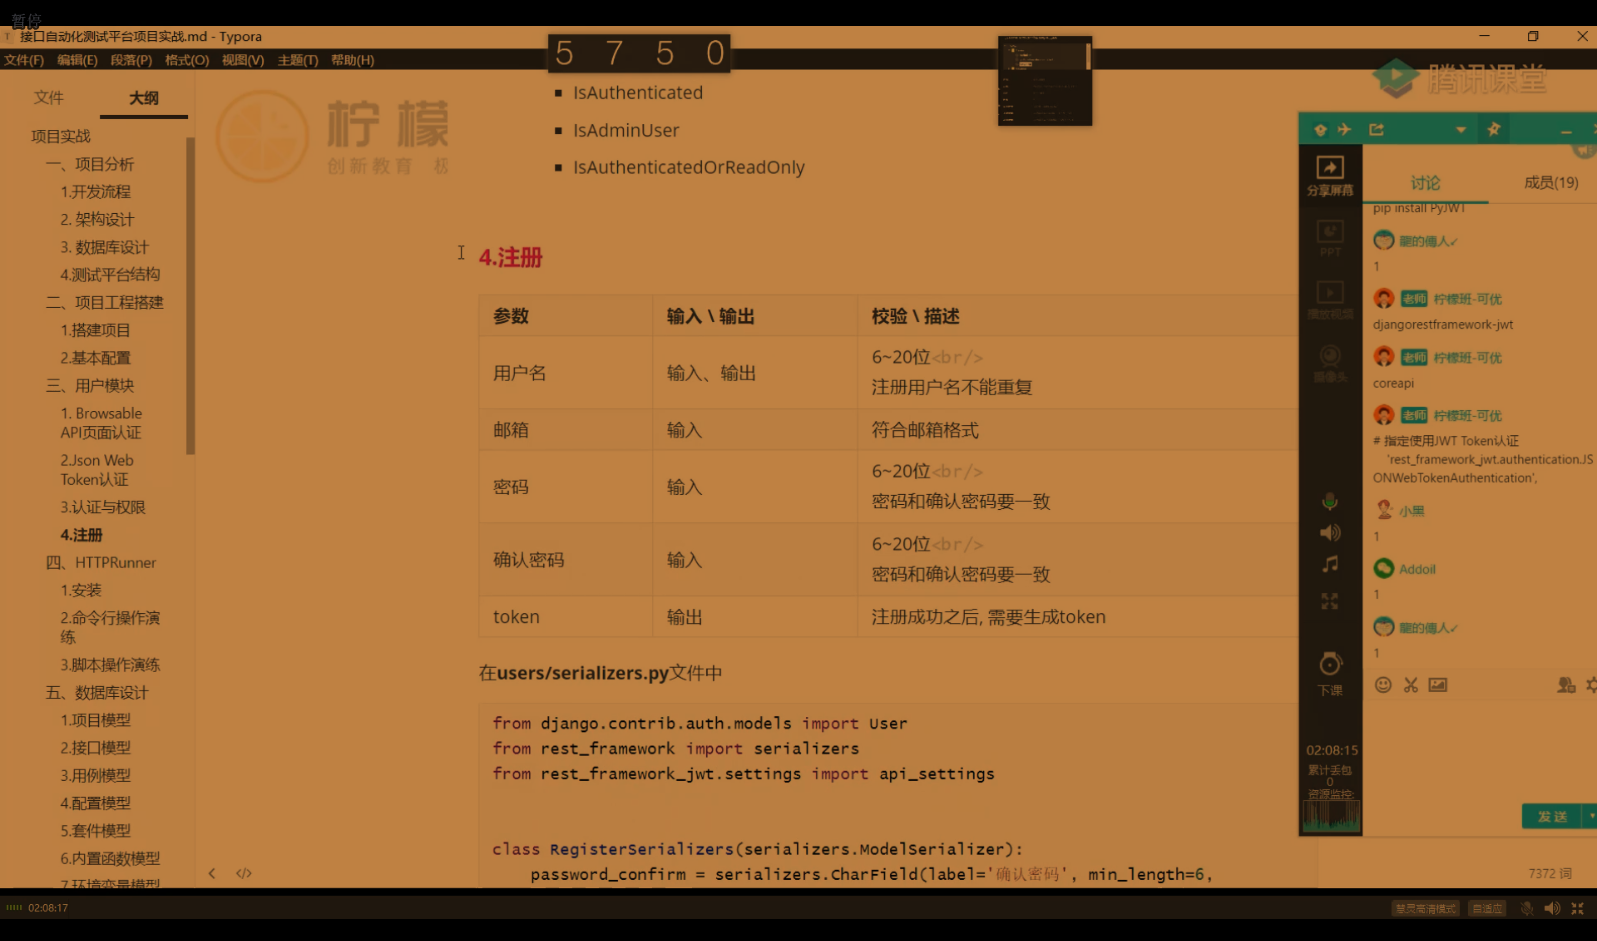 暂停
接口自动化测试平台项目实战.md - Typora
文件(F) 编辑(E) 段落(P) 格式(O) 视图(V) 主题(T) 帮助(H)
5 7 5 0
文件 大纲
项目实战
一、项目分析
1.开发流程
2. 架构设计
3. 数据库设计
4.测试平台结构
二、项目工程搭建
1.搭建项目
2.基本配置
三、用户模块
1. Browsable
API页面认证
2.Json Web
Token认证
3.认证与权限
4.注册
四、HTTPRunner
1.安装
2.命令行操作演
练
3.脚本操作演练
五、数据库设计
1.项目模型
2.接口模型
3.用例模型
4.配置模型
5.套件模型
6.内置函数模型
7.环境变量模型
柠檬
创新教育
IsAuthenticated
IsAdminUser
IsAuthenticatedOrReadOnly
4.注册
参数 输入 \ 输出 校验 \ 描述
用户名 输入、输出 6~20位<br/>
注册用户名不能重复
邮箱 输入 符合邮箱格式
密码 输入 6~20位<br/>
密码和确认密码要一致
确认密码 输入 6~20位<br/>
密码和确认密码要一致
token 输出 注册成功之后, 需要生成token
在users/serializers.py文件中
from django.contrib.auth.models import User
from rest_framework import serializers
from rest_framework_jwt.settings import api_settings
class RegisterSerializers(serializers.ModelSerializer):
password_confirm = serializers.CharField(label='确认密码', min_length=6,
7372 词
腾讯课堂
分享屏幕
PPT
播放视频
摄像头
下课
02:08:15
累计丢包
0
资源监控:
讨论 成员(19)
pip install PyJWT
龍的傳人✓
1
老师 柠檬班-可优
djangorestframework-jwt
老师 柠檬班-可优
coreapi
老师 柠檬班-可优
# 指定使用JWT Token认证
'rest_framework_jwt.authentication.JS
ONWebTokenAuthentication',
小黑
1
Addoil
1
龍的傳人✓
1
发送
02:08:17
慧灵高清模式 自适应